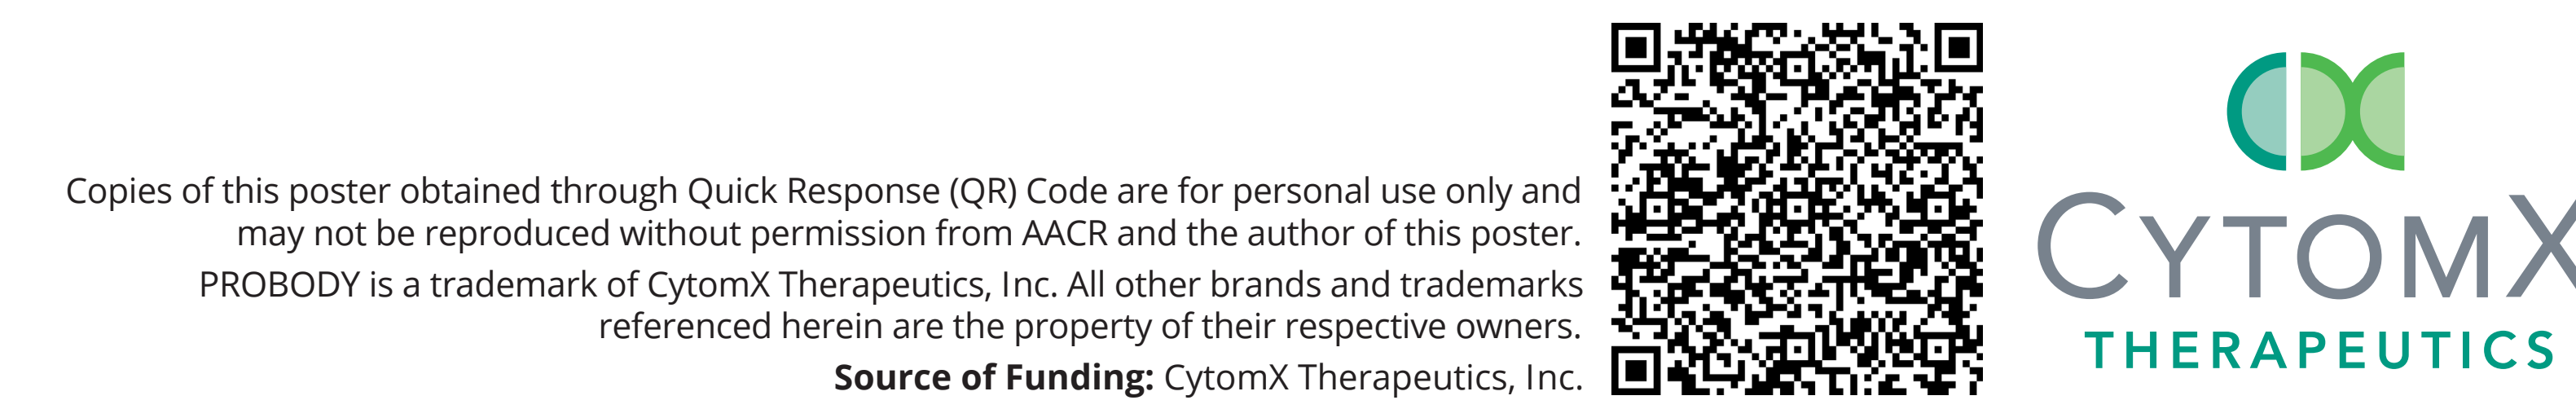 Copies of this poster obtained through Quick Response (QR) Code are for personal use only and
may not be reproduced without permission from AACR and the author of this poster.
PROBODY is a trademark of CytomX Therapeutics, Inc. All other brands and trademarks
referenced herein are the property of their respective owners.
Source of Funding: CytomX Therapeutics, Inc.
CYTOMX
THERAPEUTICS